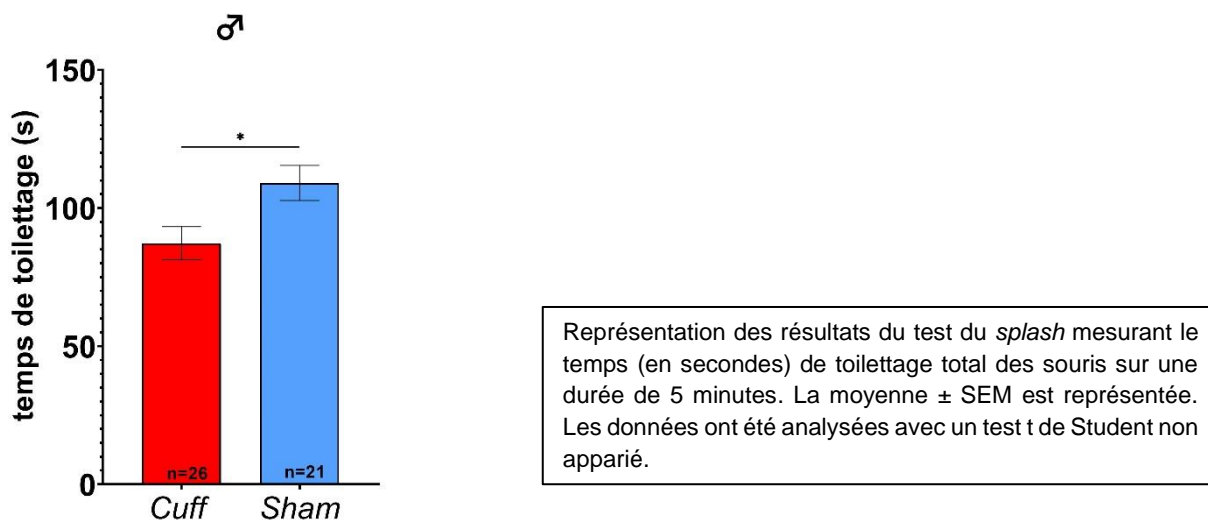 ♂
150
100
50
0
temps de toilettage (s)
*
n=26
n=21
Cuff
Sham
Représentation des résultats du test du splash mesurant le
temps (en secondes) de toilettage total des souris sur une
durée de 5 minutes. La moyenne ± SEM est représentée.
Les données ont été analysées avec un test t de Student non
apparié.